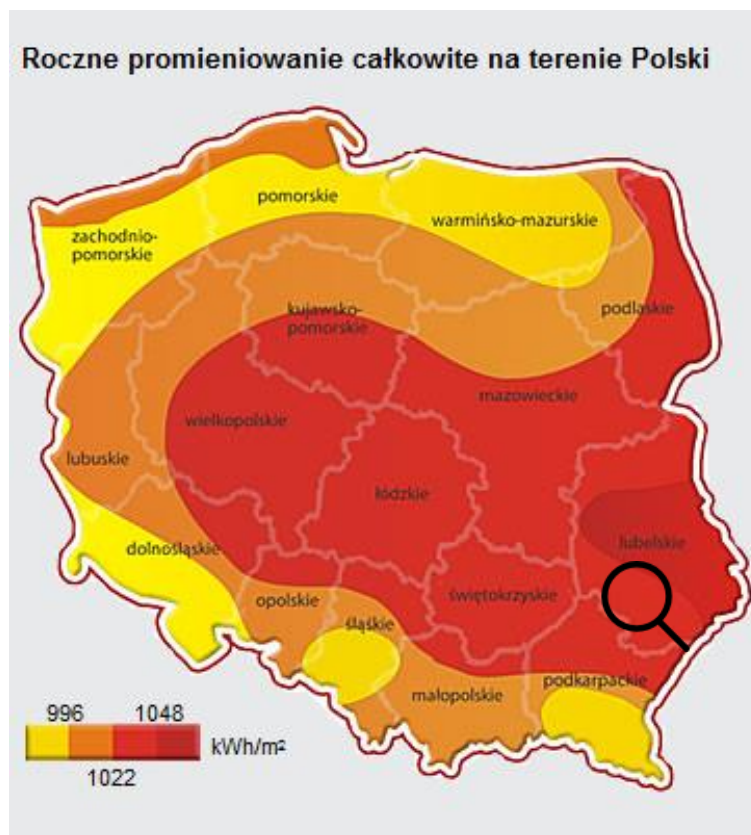 Roczne promieniowanie całkowite na terenie Polski
pomorskie
warmińsko-mazurskie
zachodnio-
pomorskie
kujawsko-
pomorskie
podlaskie
mazowieckie
wielkopolskie
lubuskie
łódzkie
lubelskie
dolnośląskie
opolskie
świętokrzyskie
śląskie
podkarpackie
małopolskie
996 1048
kWh/m²
1022